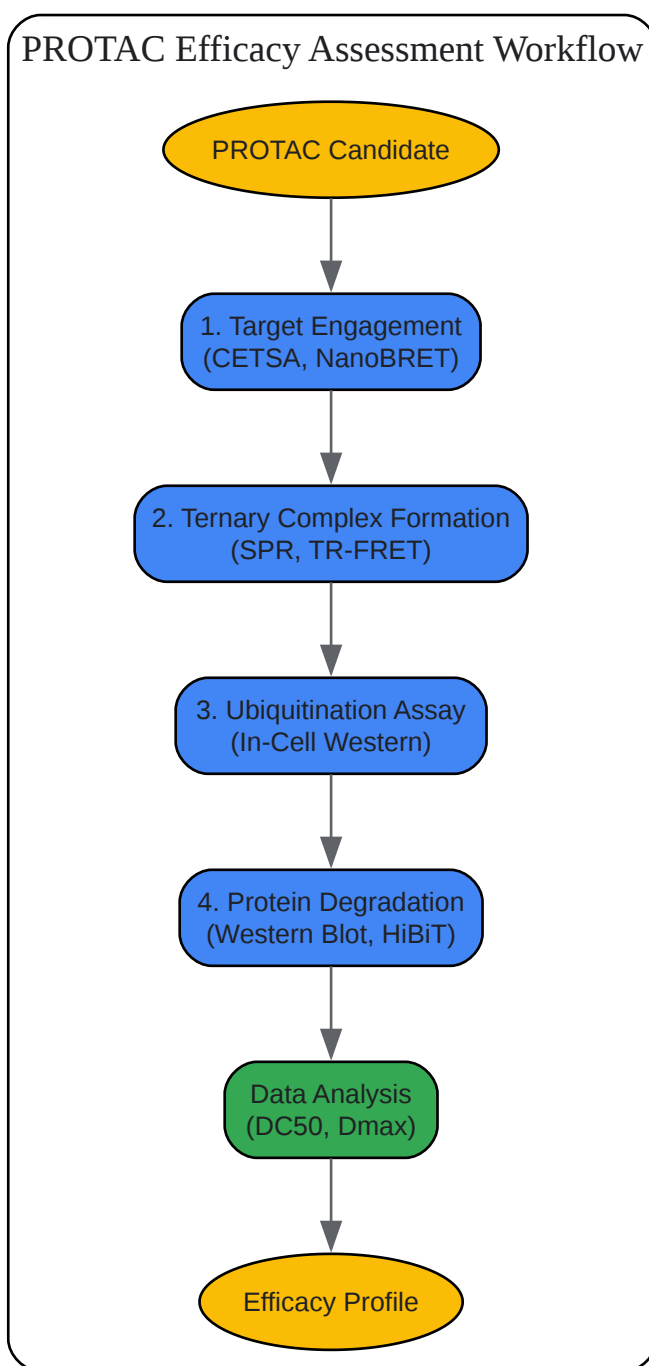 PROTAC Efficacy Assessment Workflow
PROTAC Candidate
1. Target Engagement
(CETSA, NanoBRET)
2. Ternary Complex Formation
(SPR, TR-FRET)
3. Ubiquitination Assay
(In-Cell Western)
4. Protein Degradation
(Western Blot, HiBiT)
Data Analysis
(DC50, Dmax)
Efficacy Profile